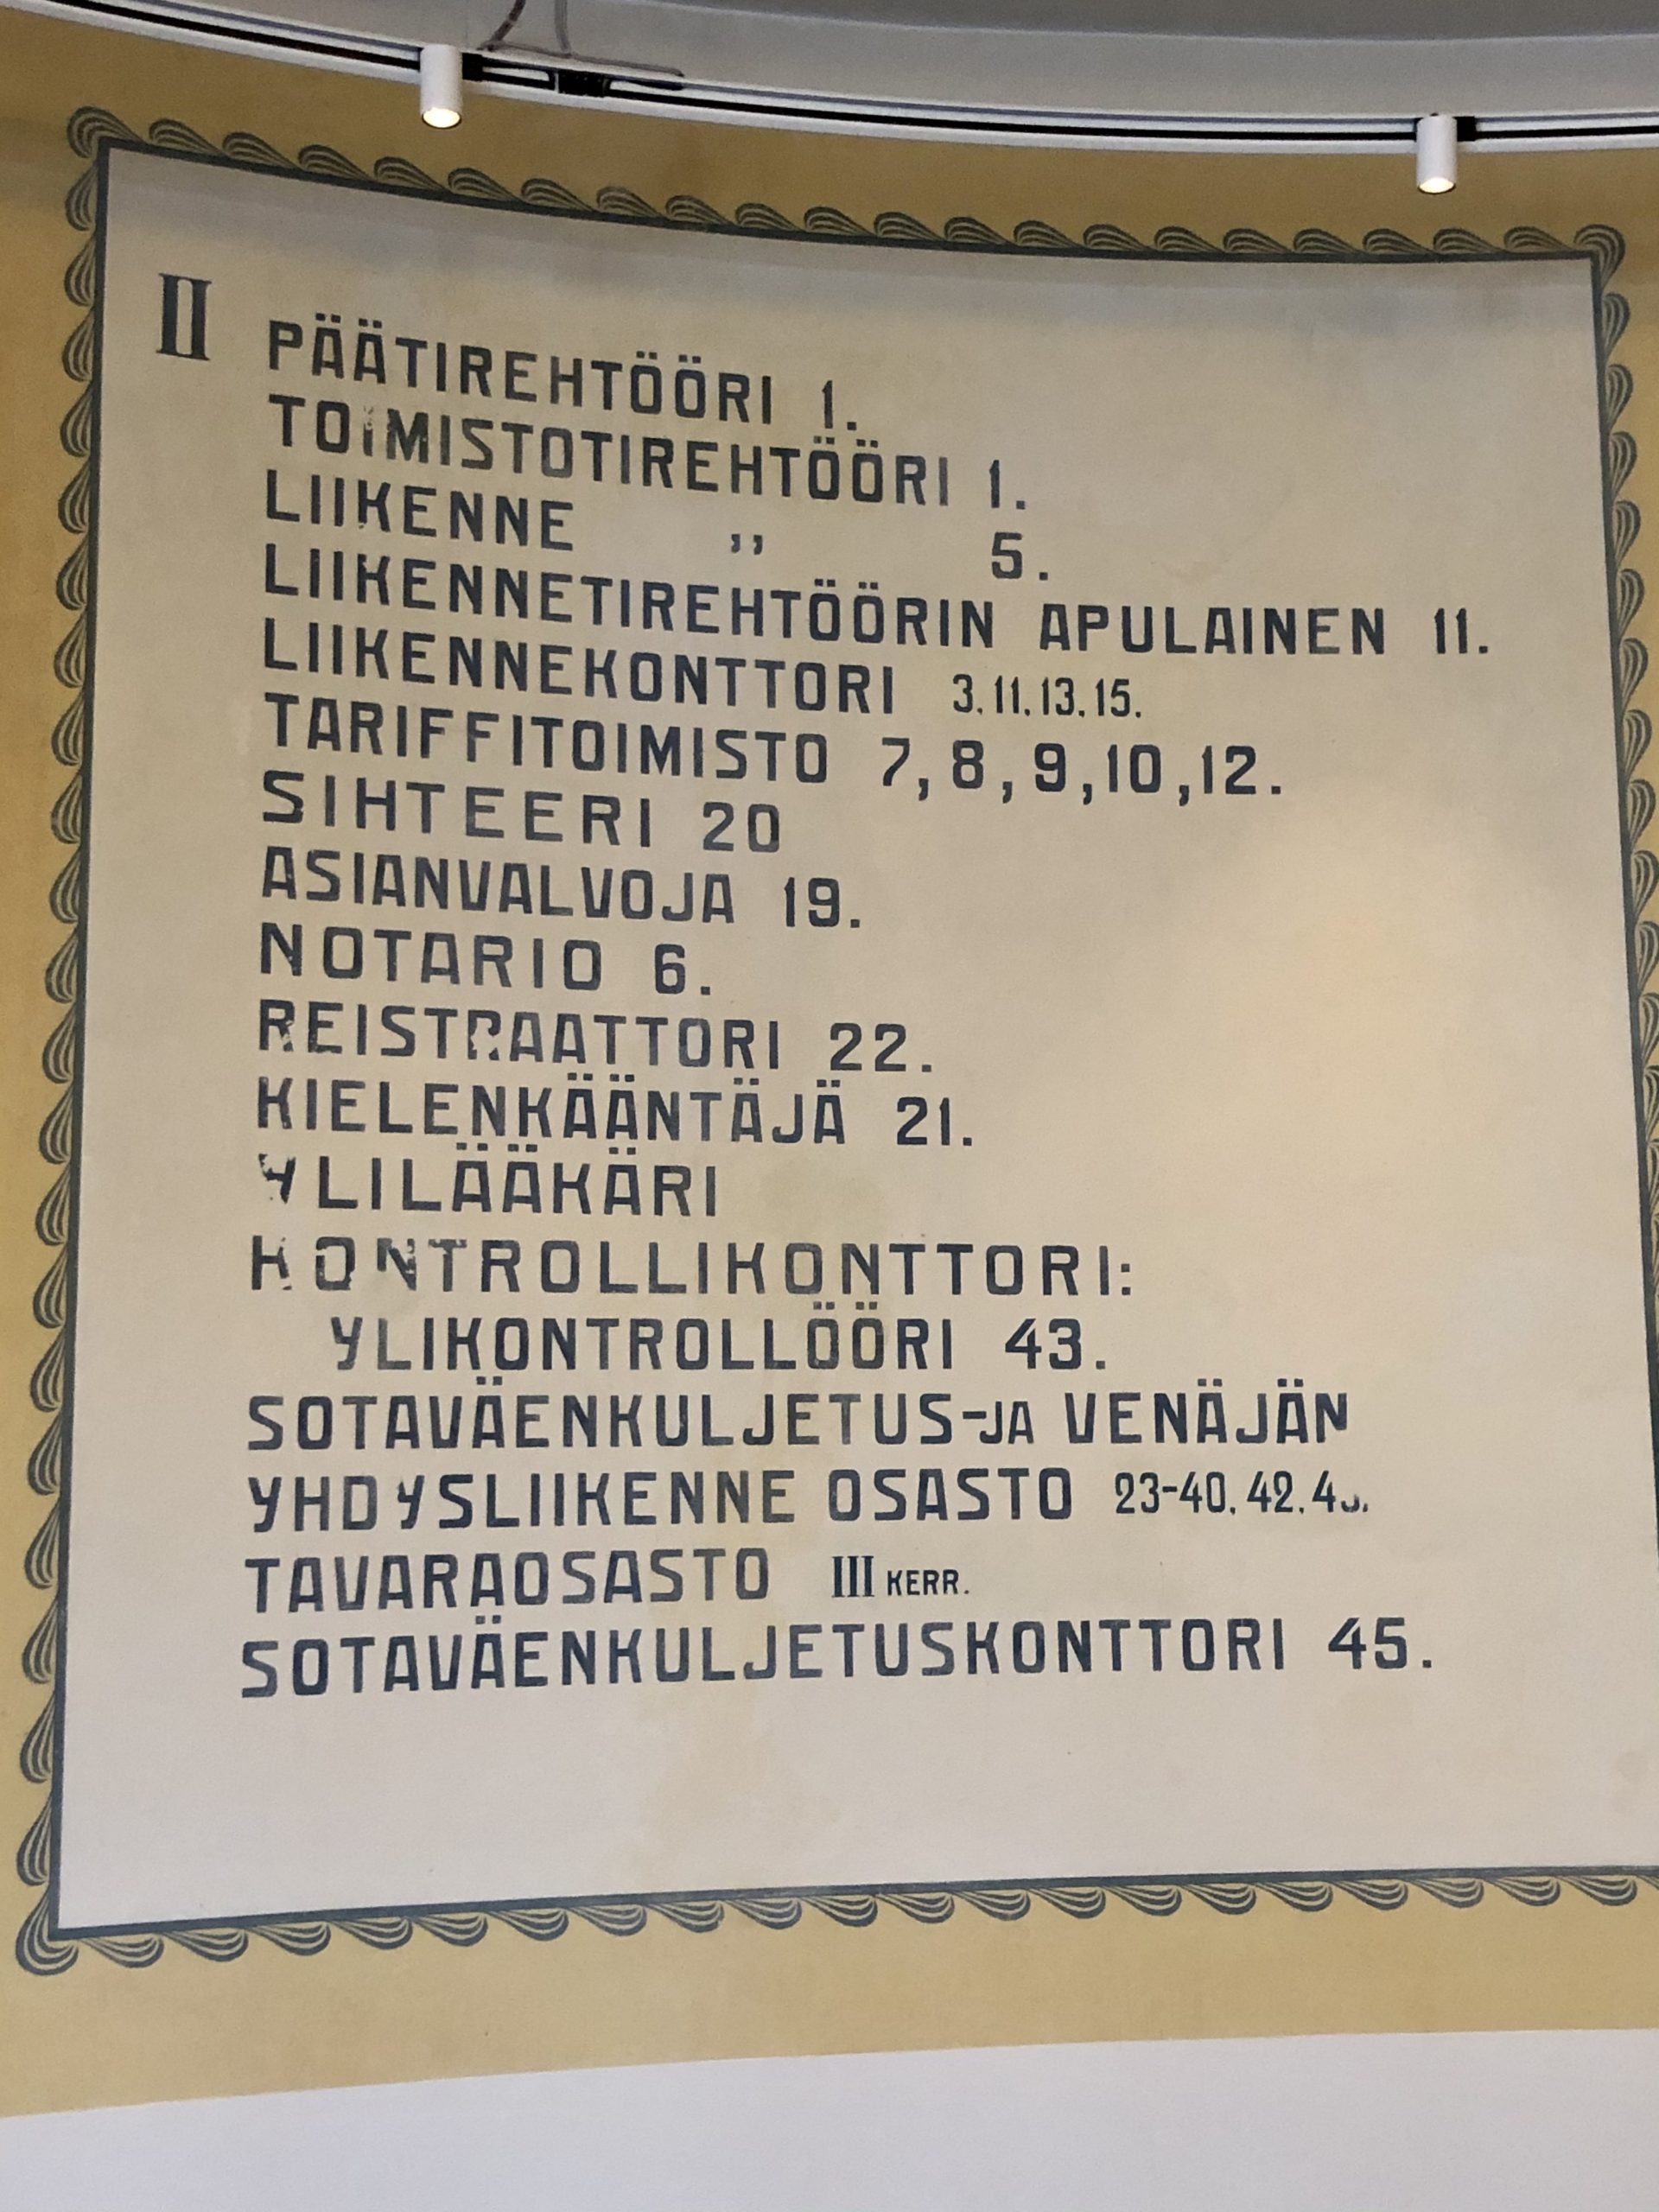 II PÄÄTIREHTÖÖRI 1.
TOIMISTOTIREHTÖÖRI 1.
LIIKENNE ,, 5.
LIIKENNETIREHTÖÖRIN APULAINEN 11.
LIIKENNEKONTTORI 3.11.13.15.
TARIFFITOIMISTO 7,8,9,10,12.
SIHTEERI 20
ASIANVALVOJA 19.
NOTARIO 6.
REISTRAATTORI 22.
KIELENKÄÄNTÄJÄ 21.
YLILÄÄKÄRI
KONTROLLIKONTTORI:
YLIKONTROLLÖÖRI 43.
SOTAVÄENKULJETUS-JA VENÄJÄN
YHDYSLIIKENNE OSASTO 23-40. 42.
TAVARAOSASTO III KERR.
SOTAVÄENKULJETUSKONTTORI 45.